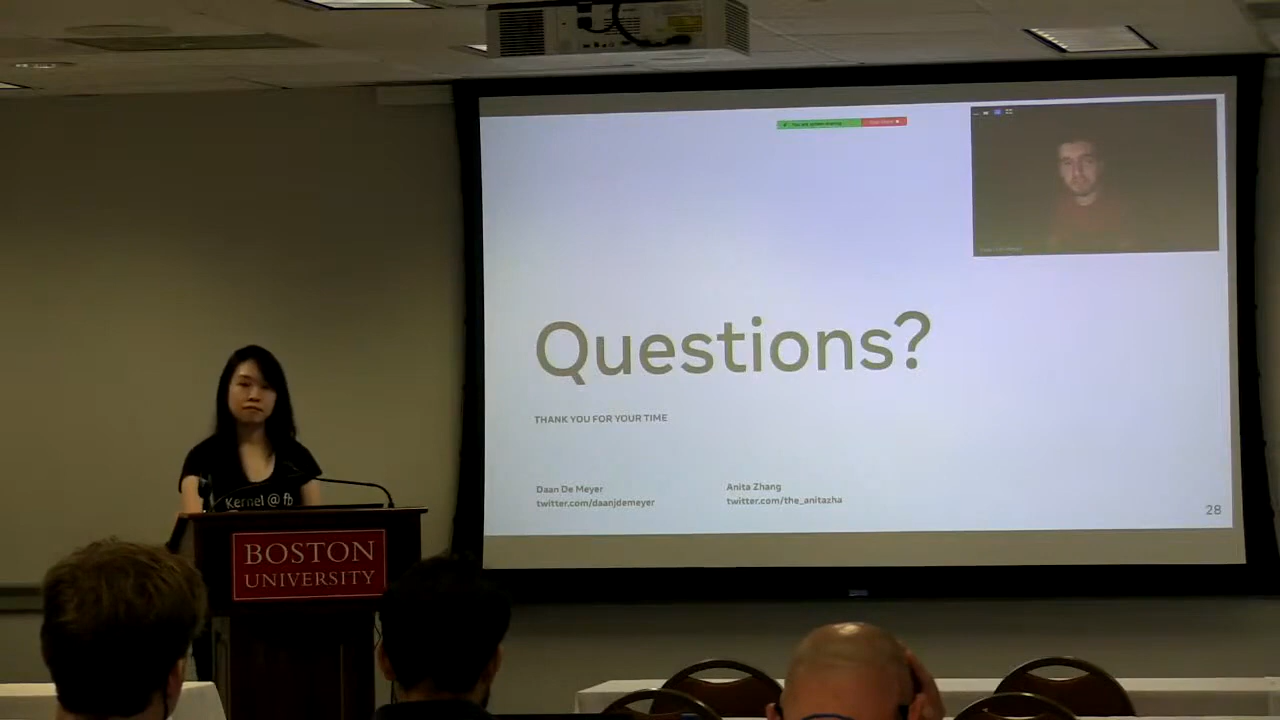 Questions?
THANK YOU FOR YOUR TIME
Daan De Meyer
twitter.com/daanjdemeyer
Anita Zhang
twitter.com/the_anitazha
28
Kernel @ fb
BOSTON
UNIVERSITY